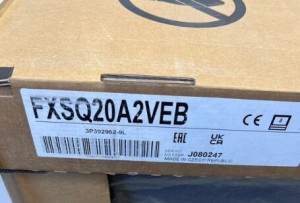 FXSQ20A2VEB
3P392962-9L
CE
EAC
UK
CA
J080247
MADE IN CZECH REPUBLIC